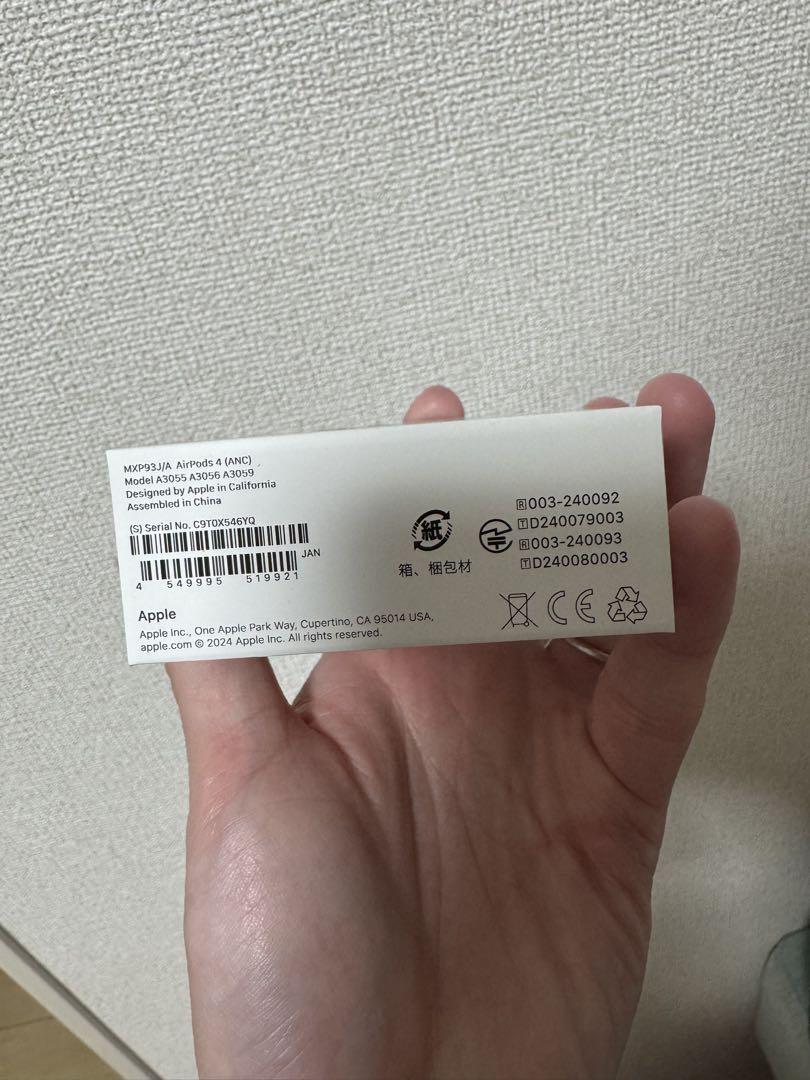 MXP93J/A AirPods 4 (ANC)
Model A3055 A3056 A3059
Designed by Apple in California
Assembled in China
(S) Serial No. C9T0X546YQ
JAN
4 549995 519921
Apple
Apple Inc., One Apple Park Way, Cupertino, CA 95014 USA,
apple.com © 2024 Apple Inc. All rights reserved.
紙
箱、梱包材
R 003-240092
T D240079003
R 003-240093
T D240080003
CE